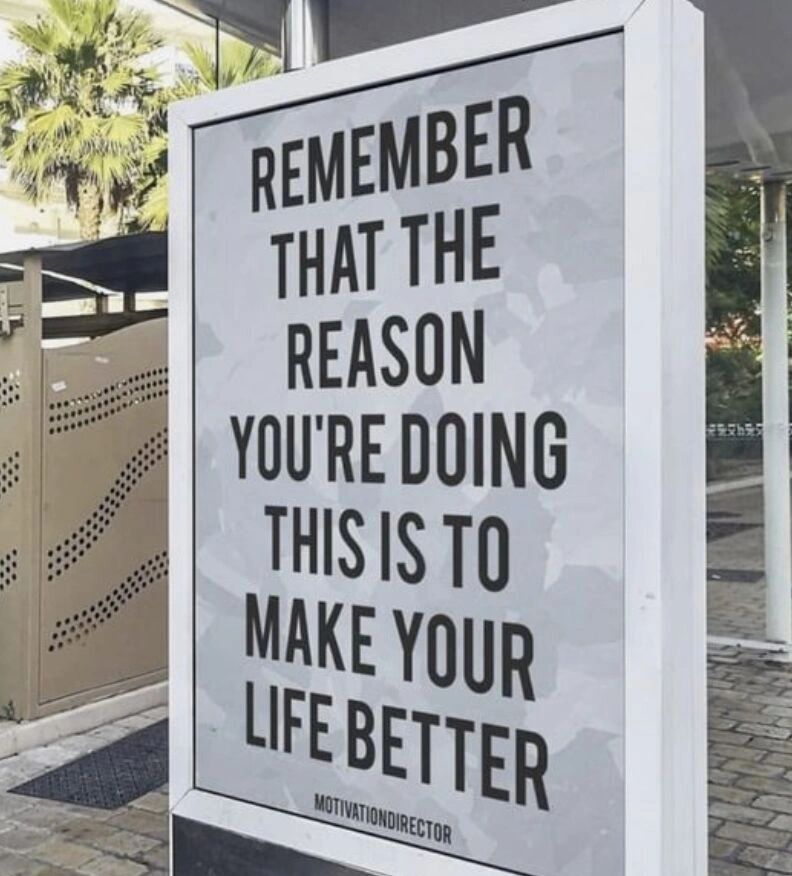 REMEMBER
THAT THE
REASON
YOU'RE DOING
THIS IS TO
MAKE YOUR
LIFE BETTER
MOTIVATIONDIRECTOR